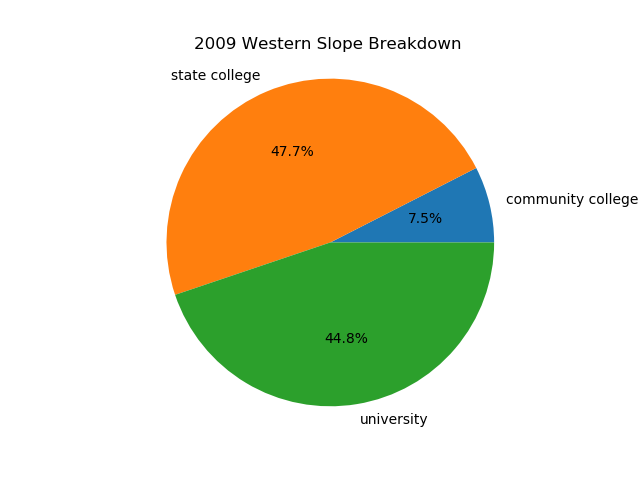 2009 Western Slope Breakdown
state college
47.7%
community college
7.5%
44.8%
university